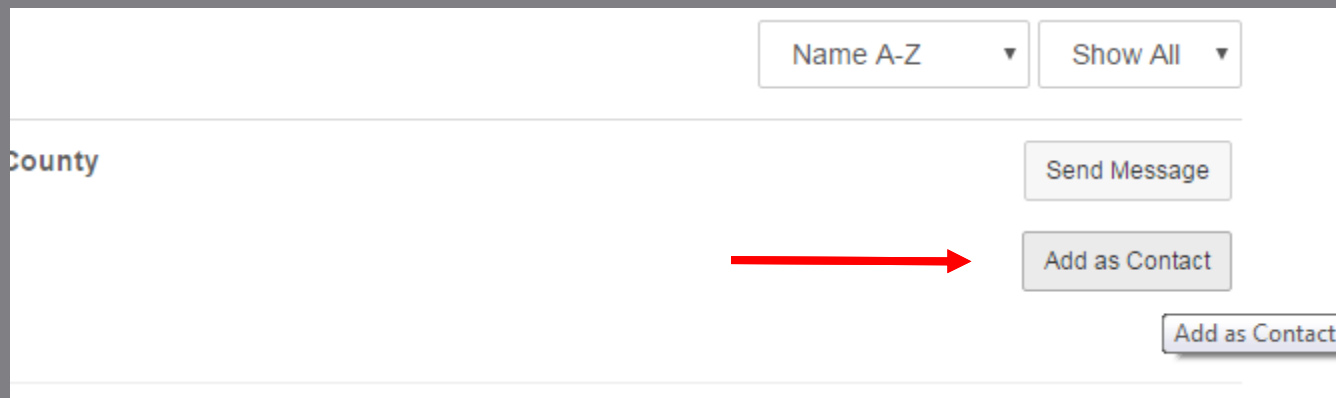 Name A-Z
Show All
County
Send Message
Add as Contact
Add as Contact